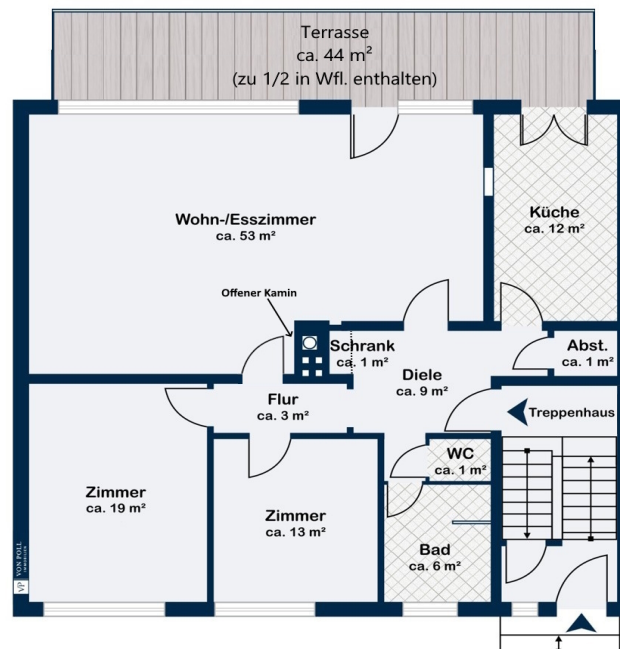 Terrasse
ca. 44 m²
(zu 1/2 in Wfl. enthalten)
Wohn-/Esszimmer
ca. 53 m²
Küche
ca. 12 m²
Offener Kamin
Schrank
ca. 1 m²
Abst.
ca. 1 m²
Diele
ca. 9 m²
Flur
ca. 3 m²
Treppenhaus
WC
ca. 1 m²
Zimmer
ca. 19 m²
Zimmer
ca. 13 m²
Bad
ca. 6 m²
VON POLL
IMMOBILIEN
VP